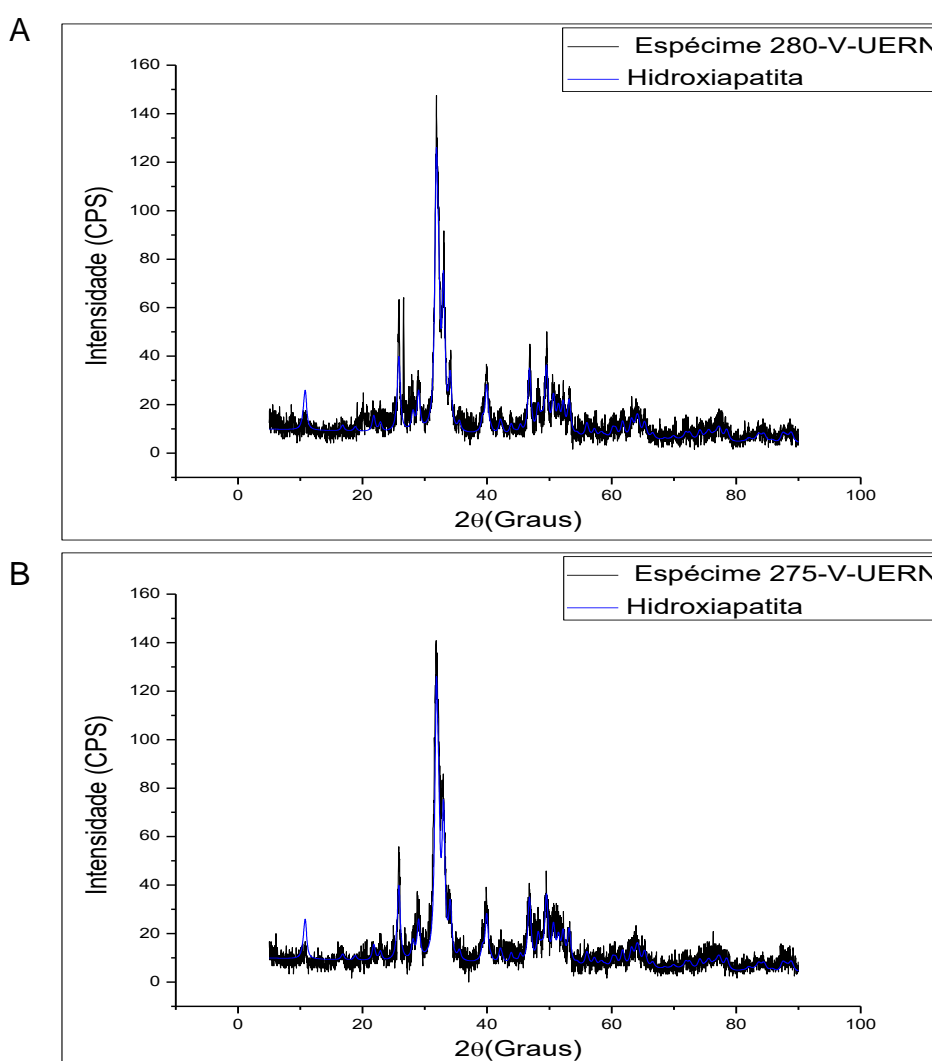 A
Espécime 280-V-UERN
Hidroxiapatita
160
140
120
100
80
60
40
20
0
Intensidade (CPS)
0 20 40 60 80 100
2θ(Graus)
B
Espécime 275-V-UERN
Hidroxiapatita
160
140
120
100
80
60
40
20
0
Intensidade (CPS)
0 20 40 60 80 100
2θ(Graus)